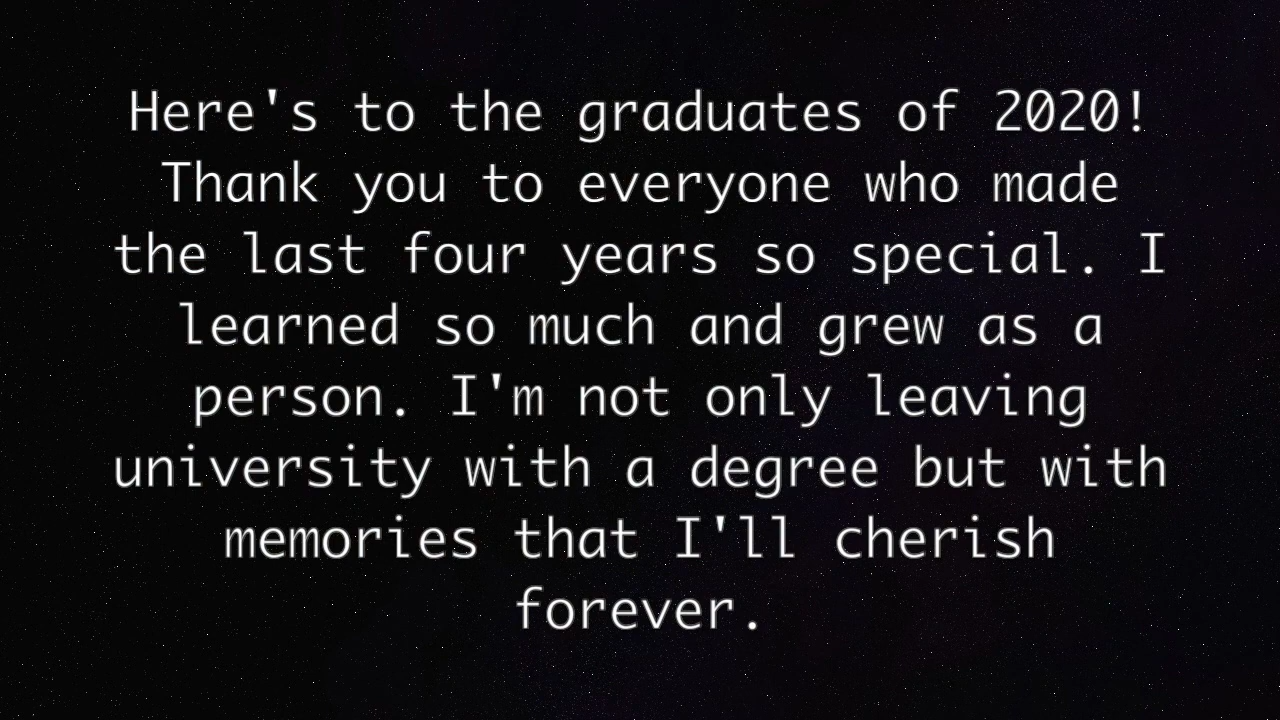 Here's to the graduates of 2020!
Thank you to everyone who made
the last four years so special. I
learned so much and grew as a
person. I'm not only leaving
university with a degree but with
memories that I'll cherish
forever.